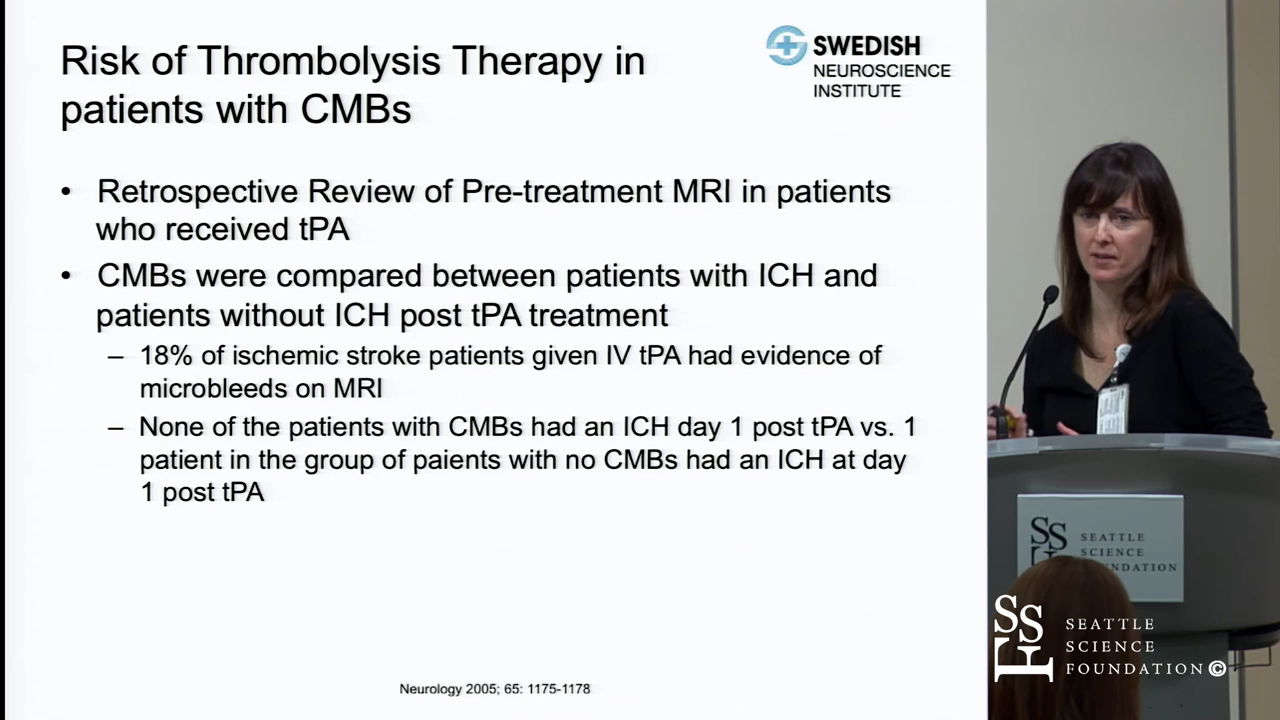 Risk of Thrombolysis Therapy in
patients with CMBs
SWEDISH
NEUROSCIENCE
INSTITUTE
• Retrospective Review of Pre-treatment MRI in patients
who received tPA
• CMBs were compared between patients with ICH and
patients without ICH post tPA treatment
– 18% of ischemic stroke patients given IV tPA had evidence of
microbleeds on MRI
– None of the patients with CMBs had an ICH day 1 post tPA vs. 1
patient in the group of paients with no CMBs had an ICH at day
1 post tPA
Neurology 2005; 65: 1175-1178
SS
SEATTLE
SCIENCE
NDATION
SSF
SEATTLE
SCIENCE
FOUNDATION ©